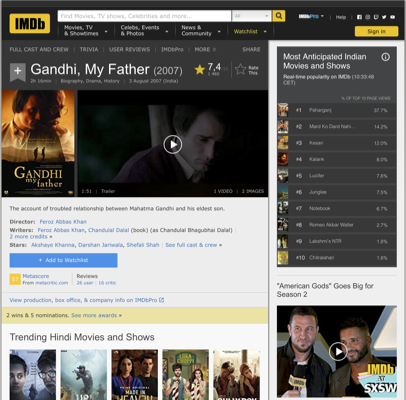 IMDb
Find Movies, TV shows, Celebrities and more...
All
Movies, TV
& Showtimes
Celebs, Events
& Photos
News &
Community
Watchlist
IMDbPro
Help
Sign in
FULL CAST AND CREW | TRIVIA | USER REVIEWS | IMDbPro | MORE
SHARE
+ Gandhi, My Father (2007)
2h 16min | Biography, Drama, History | 3 August 2007 (India)
7,4
Rate
This
GANDHI
my
father
1:51 | Trailer
1 VIDEO | 2 IMAGES
The account of troubled relationship between Mahatma Gandhi and his eldest son.
Director: Feroz Abbas Khan
Writers: Feroz Abbas Khan, Chandulal Dalal (book) (as Chandulal Bhagubhai Dalal) |
2 more credits »
Stars: Akshaye Khanna, Darshan Jariwala, Shefali Shah | See full cast & crew »
+ Add to Watchlist
Metascore
From metacritic.com
Reviews
26 user | 16 critic
View production, box office, & company info on IMDbPro
2 wins & 5 nominations. See more awards »
Trending Hindi Movies and Shows
MADE IN
HEAVEN
Most Anticipated Indian
Movies and Shows
Real-time popularity on IMDb (10:33:48
CET)
% OF TOP 10 PAGE VIEWS
#1 Paharganj 37.7%
#2 Mard Ko Dard Nahi... 14.2%
#3 Kesari 12.0%
#4 Kalank 8.0%
#5 Lucifer 7.8%
#6 Junglee 7.5%
#7 Notebook 6.7%
#8 Romeo Akbar Walter 2.7%
#9 Lakshmi's NTR 1.8%
#10 Chitralahari 1.6%
"American Gods" Goes Big for
Season 2
IMDb
AT
SXSW